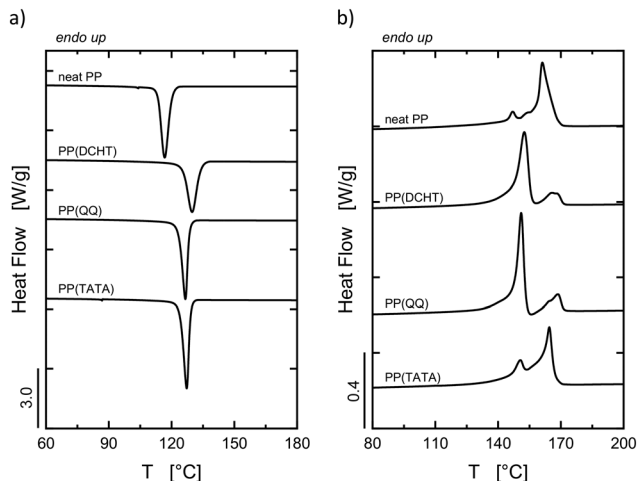 a)
endo up
neat PP
PP(DCHT)
PP(QQ)
PP(TATA)
Heat Flow [W/g]
3.0
60 90 120 150 180
T [°C]
b)
endo up
neat PP
PP(DCHT)
PP(QQ)
PP(TATA)
Heat Flow [W/g]
0.4
80 110 140 170 200
T [°C]